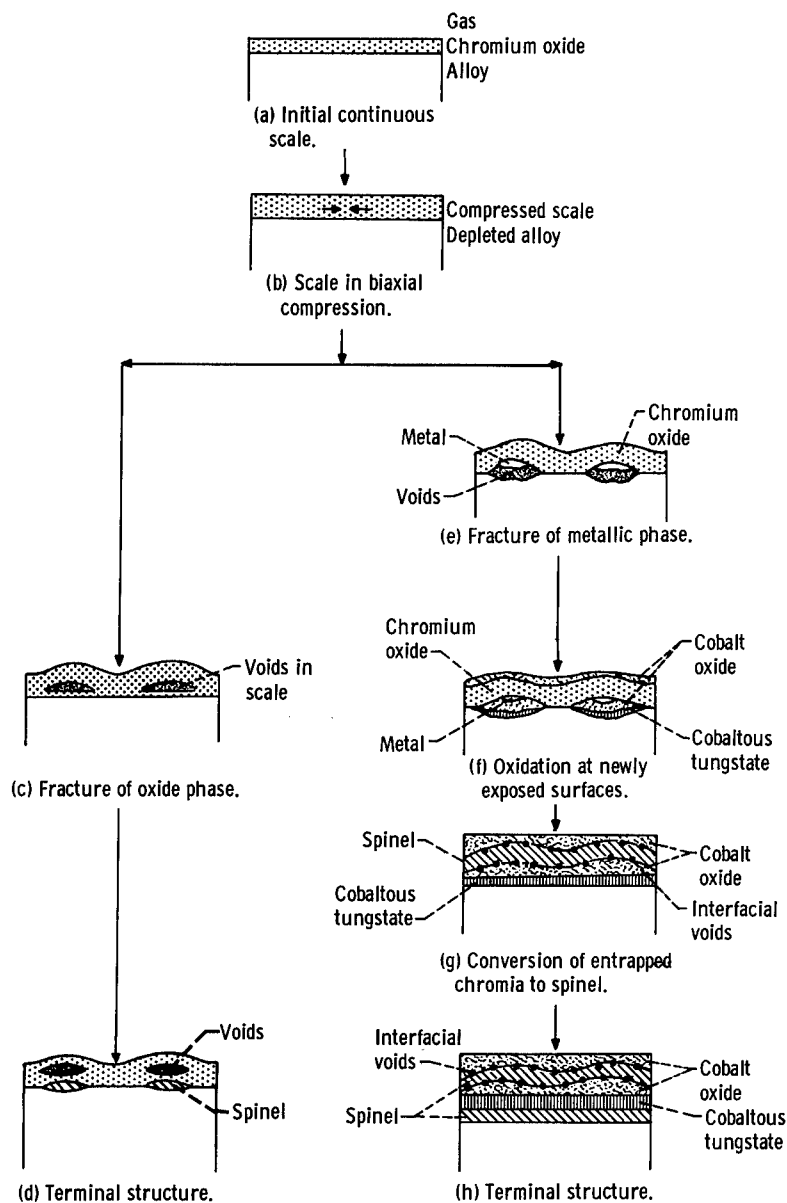 Gas
Chromium oxide
Alloy
(a) Initial continuous
scale.
Compressed scale
Depleted alloy
(b) Scale in biaxial
compression.
Metal
Chromium
oxide
Voids
(e) Fracture of metallic phase.
Voids in
scale
(c) Fracture of oxide phase.
Chromium
oxide
Cobalt
oxide
Metal
Cobaltous
tungstate
(f) Oxidation at newly
exposed surfaces.
Spinel
Cobalt
oxide
Cobaltous
tungstate
Interfacial
voids
(g) Conversion of entrapped
chromia to spinel.
Voids
Spinel
(d) Terminal structure.
Interfacial
voids
Cobalt
oxide
Spinel
Cobaltous
tungstate
(h) Terminal structure.